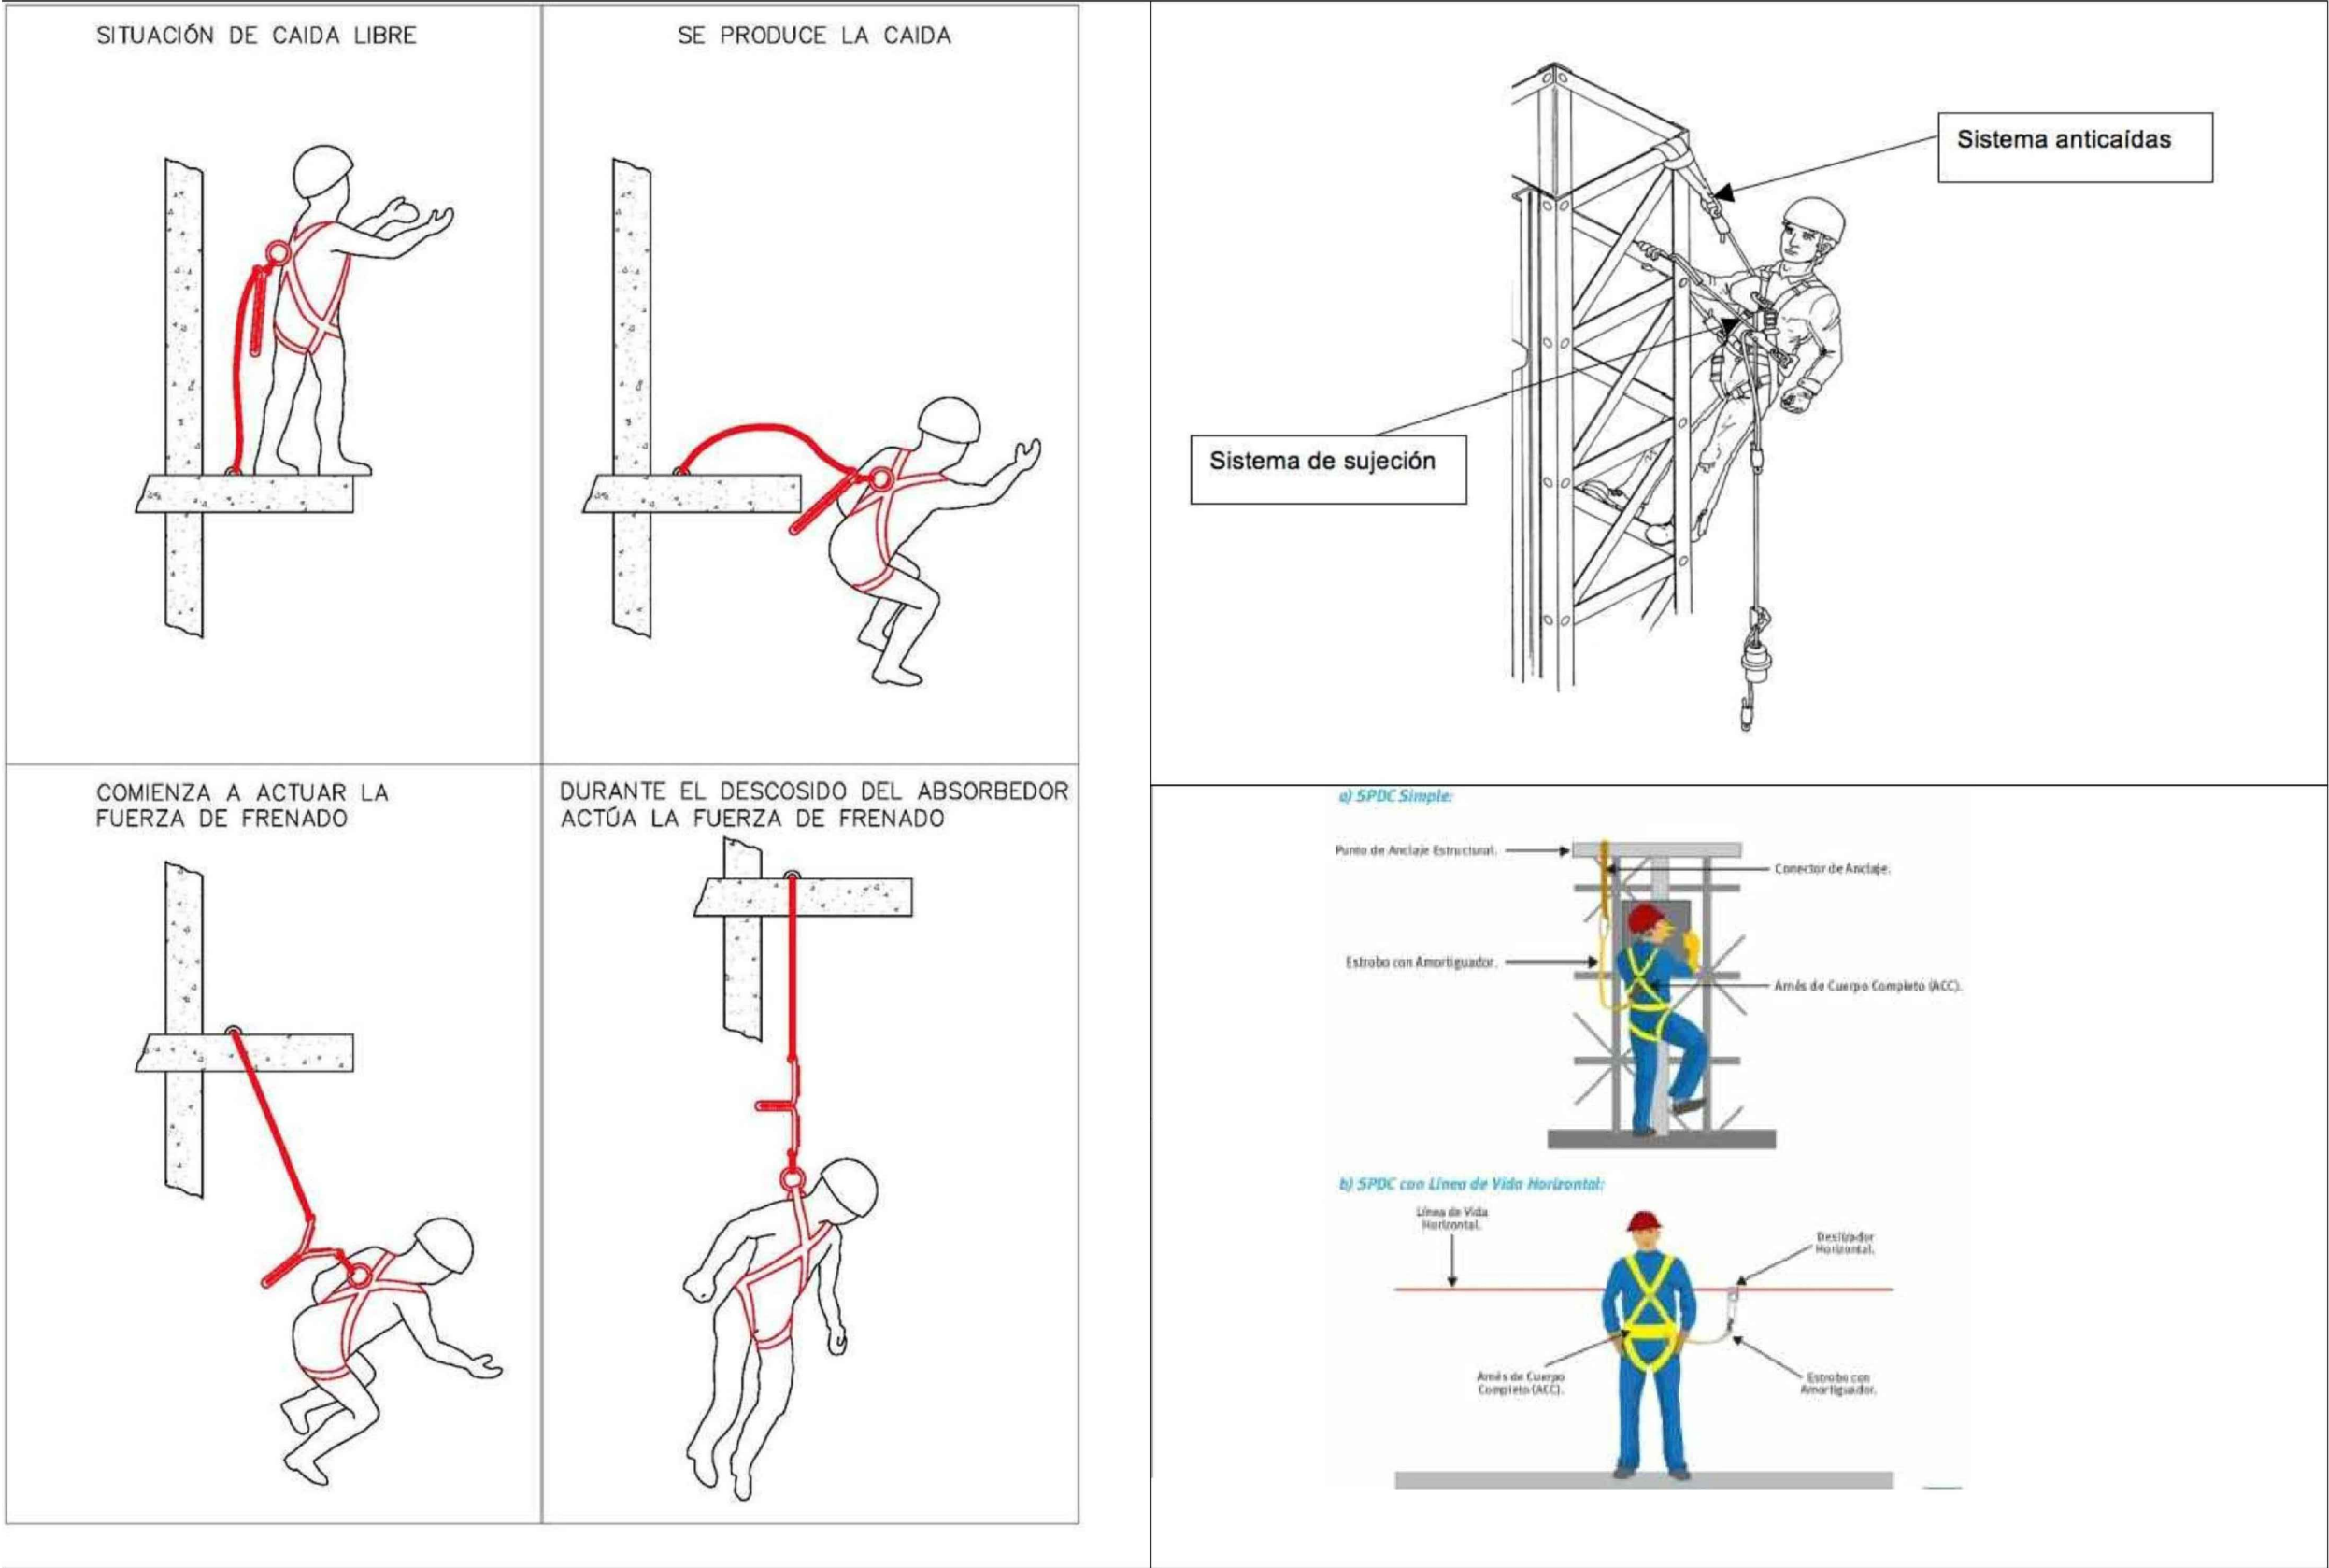 SITUACIÓN DE CAIDA LIBRE
SE PRODUCE LA CAIDA
COMIENZA A ACTUAR LA
FUERZA DE FRENADO
DURANTE EL DESCOSIDO DEL ABSORBEDOR
ACTÚA LA FUERZA DE FRENADO
Sistema anticaídas
Sistema de sujeción
a) SPDC Simple:
Punto de Anclaje Estructural.
Conector de Anclaje.
Estrobo con Amortiguador.
Arnés de Cuerpo Completo (ACC).
b) SPDC con Línea de Vida Horizontal:
Línea de Vida
Horizontal.
Deslizador
Horizontal.
Arnés de Cuerpo
Completo (ACC).
Estrobo con
Amortiguador.